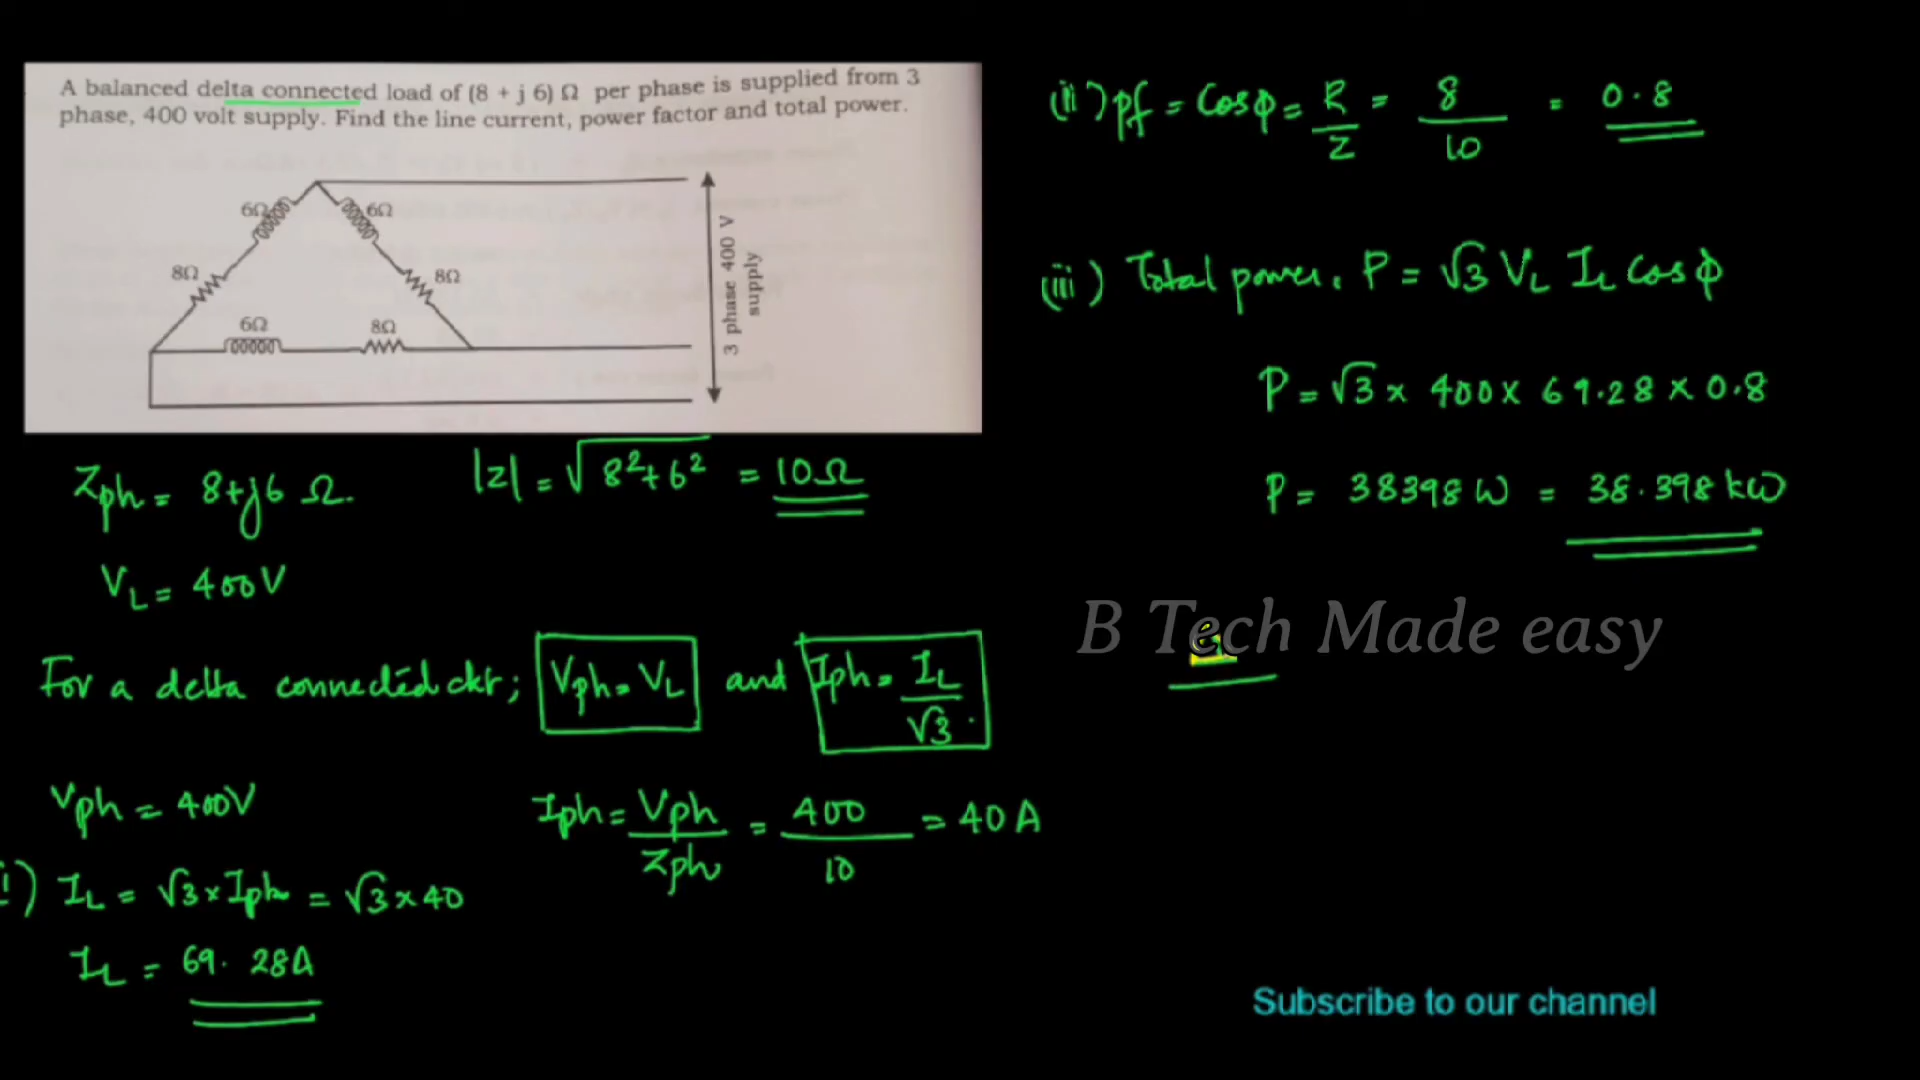 A balanced delta connected load of (8 + j 6) Ω per phase is supplied from 3
phase, 400 volt supply. Find the line current, power factor and total power.
6Ω 6Ω
8Ω 8Ω
6Ω 8Ω
3 phase 400 V
supply
Zph = 8+j6 Ω. |z| = √8²+6² = 10Ω
VL = 400V
For a delta connected ckt; Vph = VL and Iph = IL/√3.
Vph = 400V Iph = Vph/Zph = 400/10 = 40 A
i) IL = √3 × Iph = √3 × 40
IL = 69.28A
(ii) pf = Cosϕ = R/Z = 8/10 = 0.8
(iii) Total power, P = √3 VL IL Cosϕ
P = √3 × 400 × 69.28 × 0.8
P = 38398 W = 38.398 kW
B Tech Made easy
Subscribe to our channel